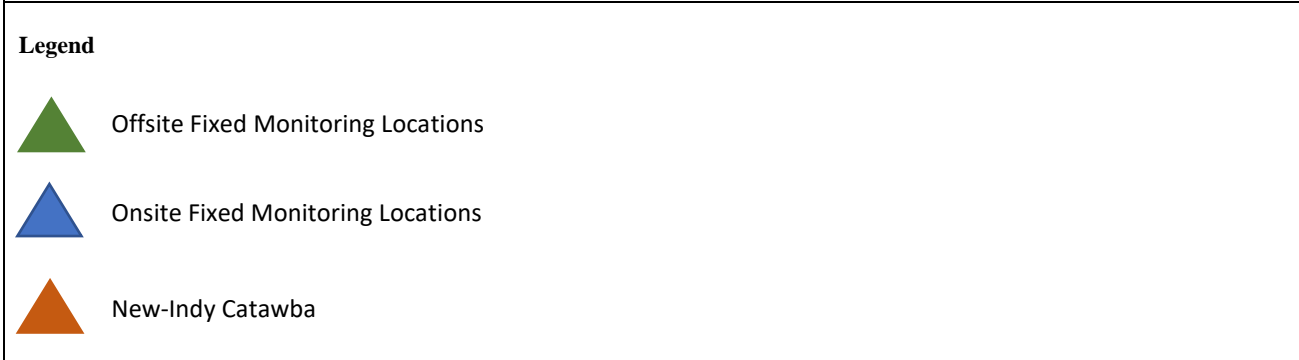 Legend
Offsite Fixed Monitoring Locations
Onsite Fixed Monitoring Locations
New-Indy Catawba